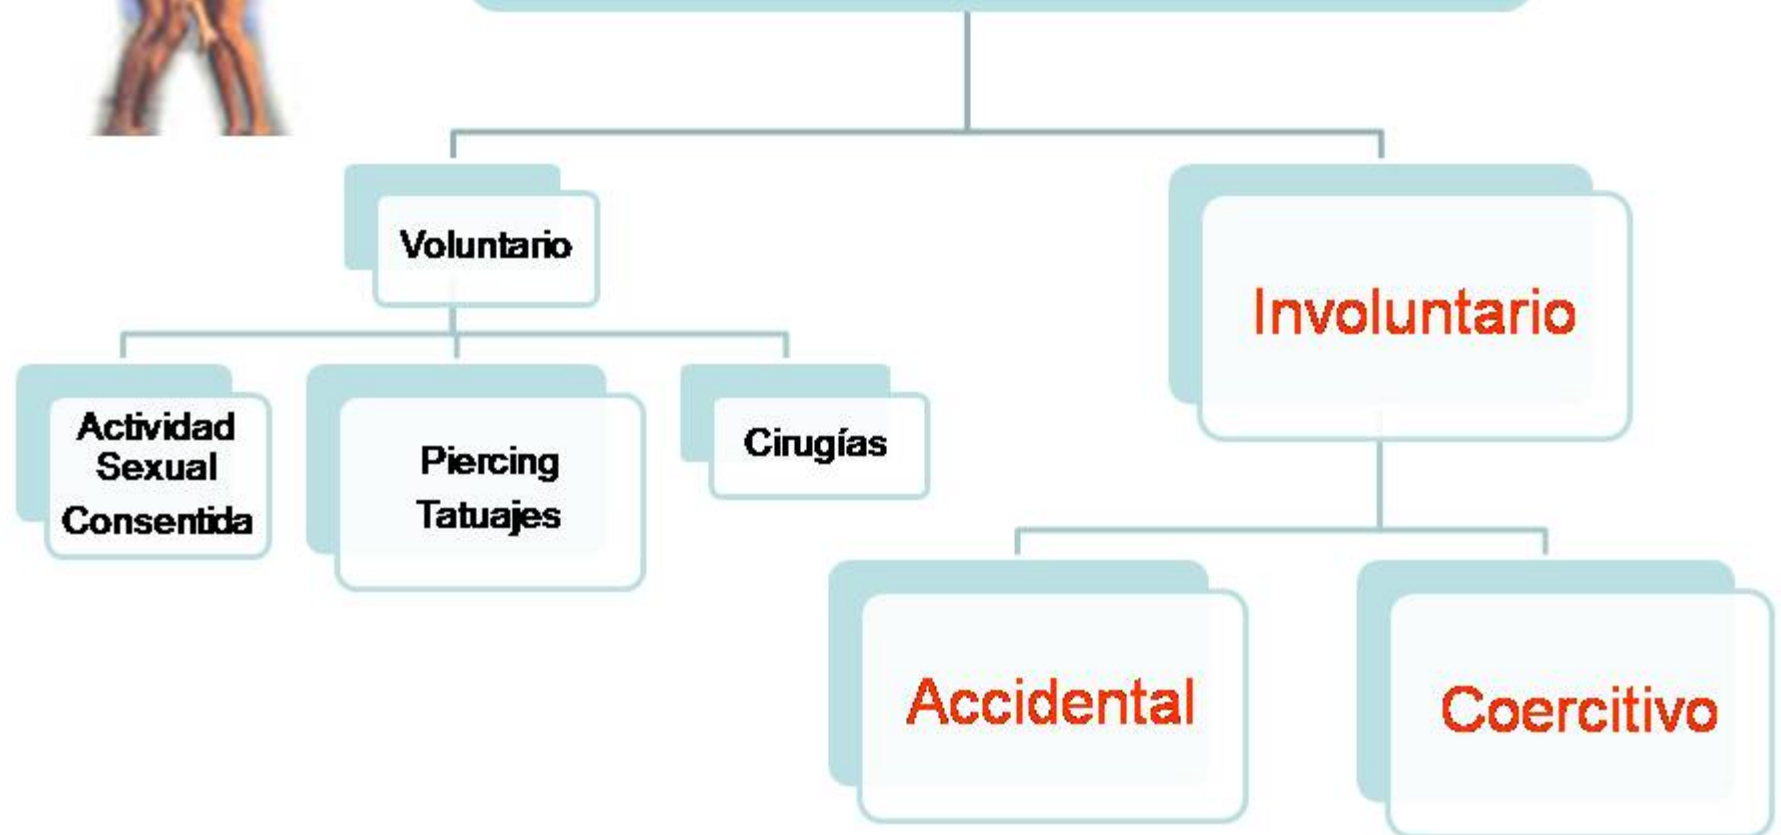 Voluntario
Involuntario
Actividad
Sexual
Consentida
Piercing
Tatuajes
Cirugías
Accidental
Coercitivo